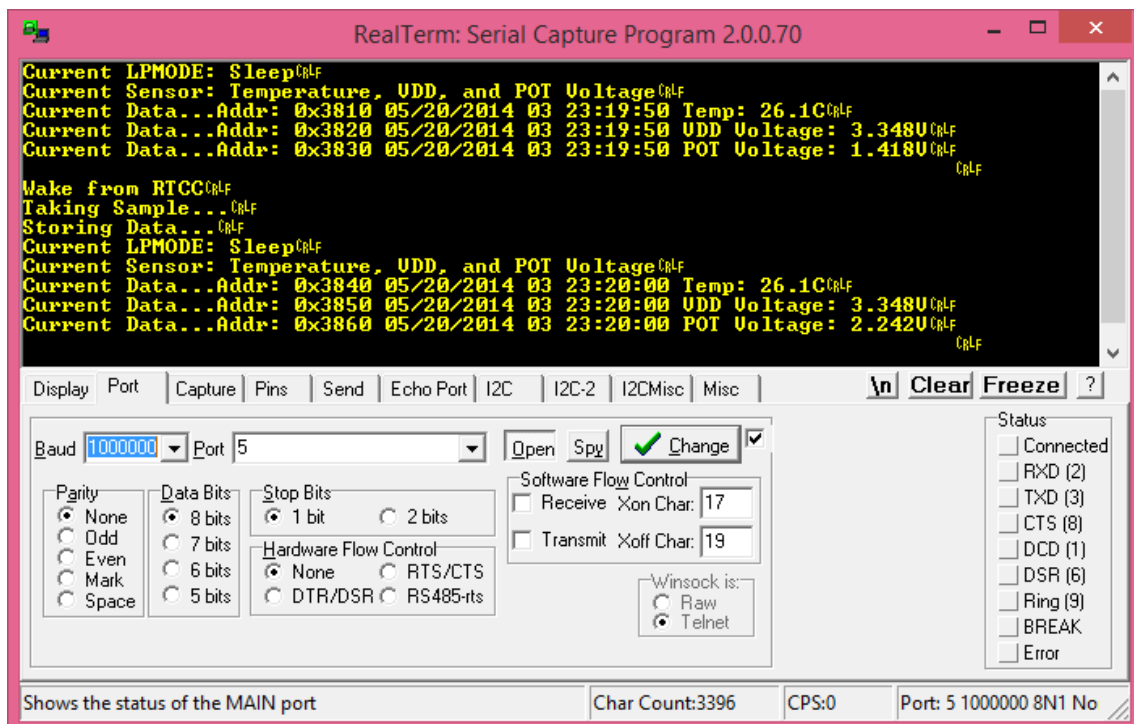 RealTerm: Serial Capture Program 2.0.0.70
Current LPMODE: SleepCRLF
Current Sensor: Temperature, VDD, and POT VoltageCRLF
Current Data...Addr: 0x3810 05/20/2014 03 23:19:50 Temp: 26.1CCRLF
Current Data...Addr: 0x3820 05/20/2014 03 23:19:50 VDD Voltage: 3.348VCRLF
Current Data...Addr: 0x3830 05/20/2014 03 23:19:50 POT Voltage: 1.418VCRLF
CRLF
Wake from RTCCCRLF
Taking Sample...CRLF
Storing Data...CRLF
Current LPMODE: SleepCRLF
Current Sensor: Temperature, VDD, and POT VoltageCRLF
Current Data...Addr: 0x3840 05/20/2014 03 23:20:00 Temp: 26.1CCRLF
Current Data...Addr: 0x3850 05/20/2014 03 23:20:00 VDD Voltage: 3.348VCRLF
Current Data...Addr: 0x3860 05/20/2014 03 23:20:00 POT Voltage: 2.242VCRLF
CRLF
Display Port Capture Pins Send Echo Port I2C I2C-2 I2CMisc Misc \n Clear Freeze ?
Baud 1000000 Port 5 Open Spy Change
Parity
None
Odd
Even
Mark
Space
Data Bits
8 bits
7 bits
6 bits
5 bits
Stop Bits
1 bit 2 bits
Hardware Flow Control
None RTS/CTS
DTR/DSR RS485-rts
Software Flow Control
Receive Xon Char: 17
Transmit Xoff Char: 19
Winsock is:
Raw
Telnet
Status
Connected
RXD (2)
TXD (3)
CTS (8)
DCD (1)
DSR (6)
Ring (9)
BREAK
Error
Shows the status of the MAIN port Char Count:3396 CPS:0 Port: 5 1000000 8N1 No